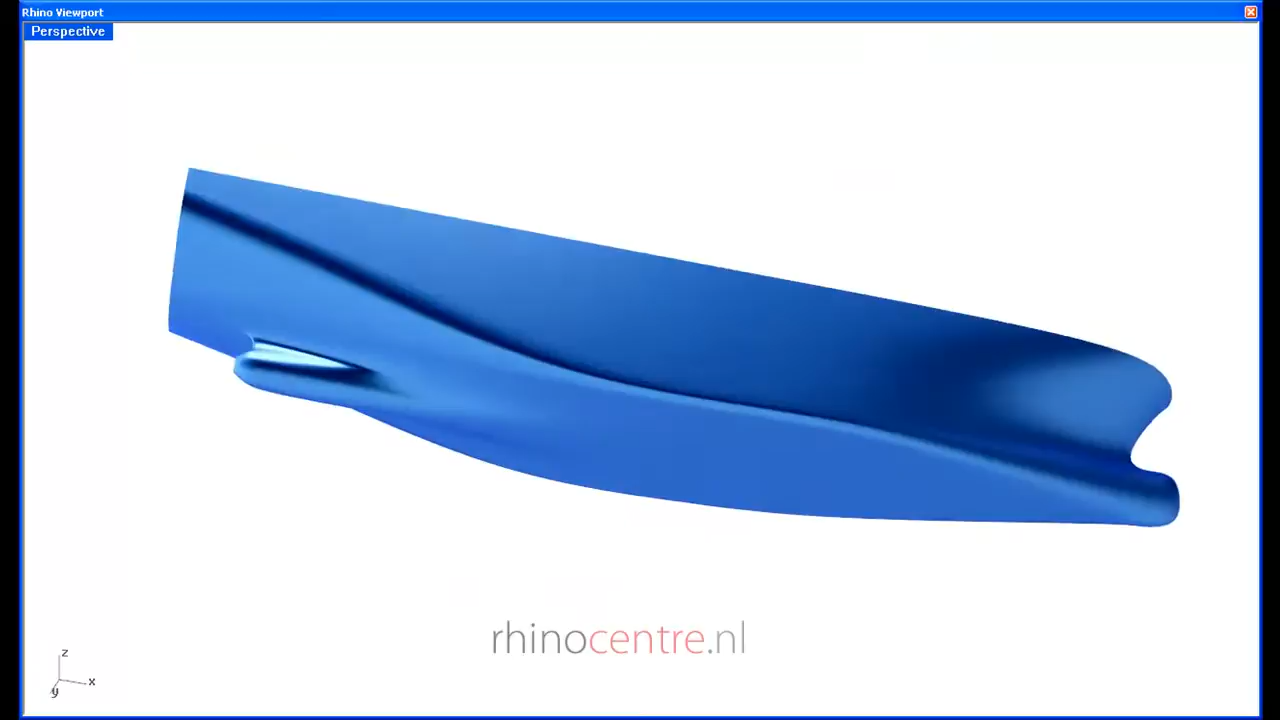 Rhino Viewport
Perspective
rhinocentre.nl
z
x
y